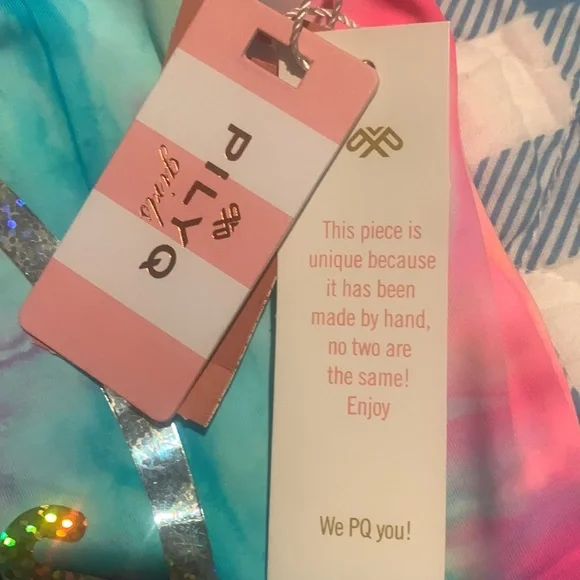 PILYQ
girls
This piece is
unique because
it has been
made by hand,
no two are
the same!
Enjoy
We PQ you!